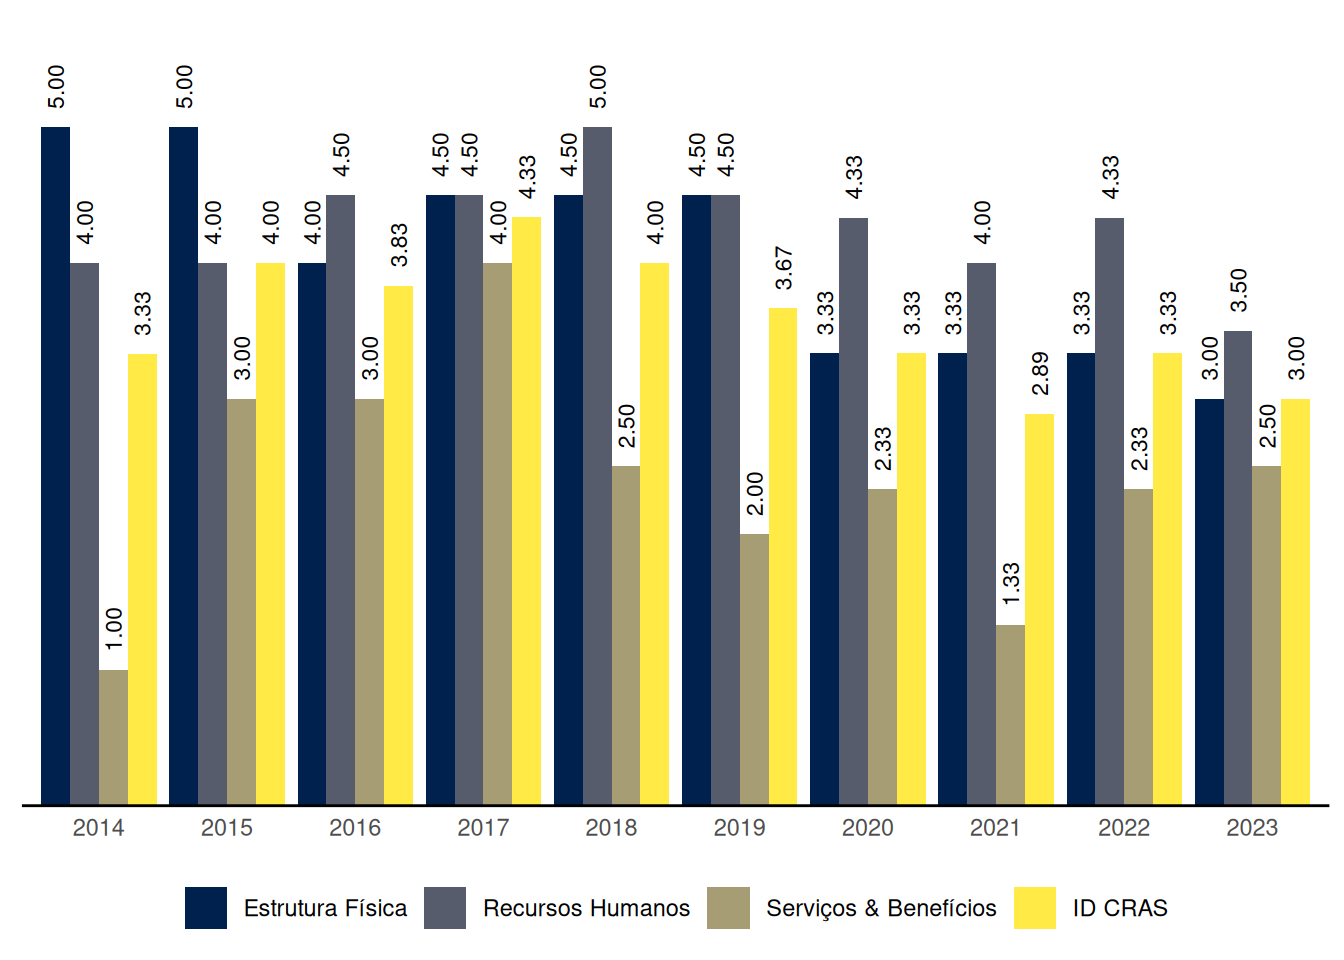 5.00 4.00 1.00 3.33
5.00 4.00 3.00 4.00
4.00 4.50 3.00 3.83
4.50 4.50 4.00 4.33
4.50 5.00 2.50 4.00
4.50 4.50 2.00 3.67
3.33 4.33 2.33 3.33
3.33 4.00 1.33 2.89
3.33 4.33 2.33 3.33
3.00 3.50 2.50 3.00
2014 2015 2016 2017 2018 2019 2020 2021 2022 2023
Estrutura Física Recursos Humanos Serviços & Benefícios ID CRAS